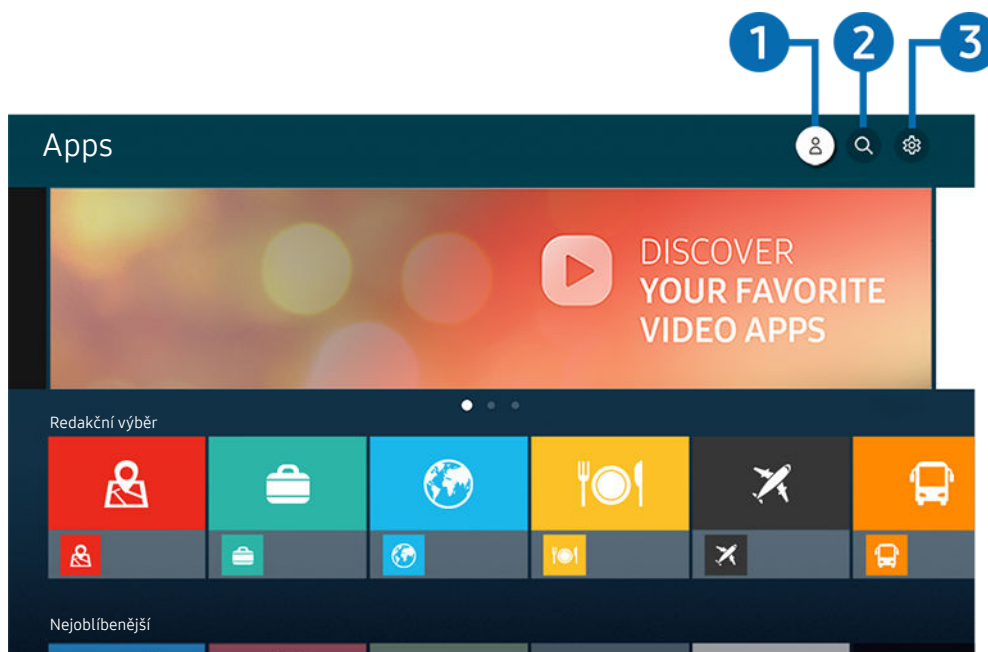 1 2 3
Apps
DISCOVER
YOUR FAVORITE
VIDEO APPS
Redakční výběr
Nejoblíbenější